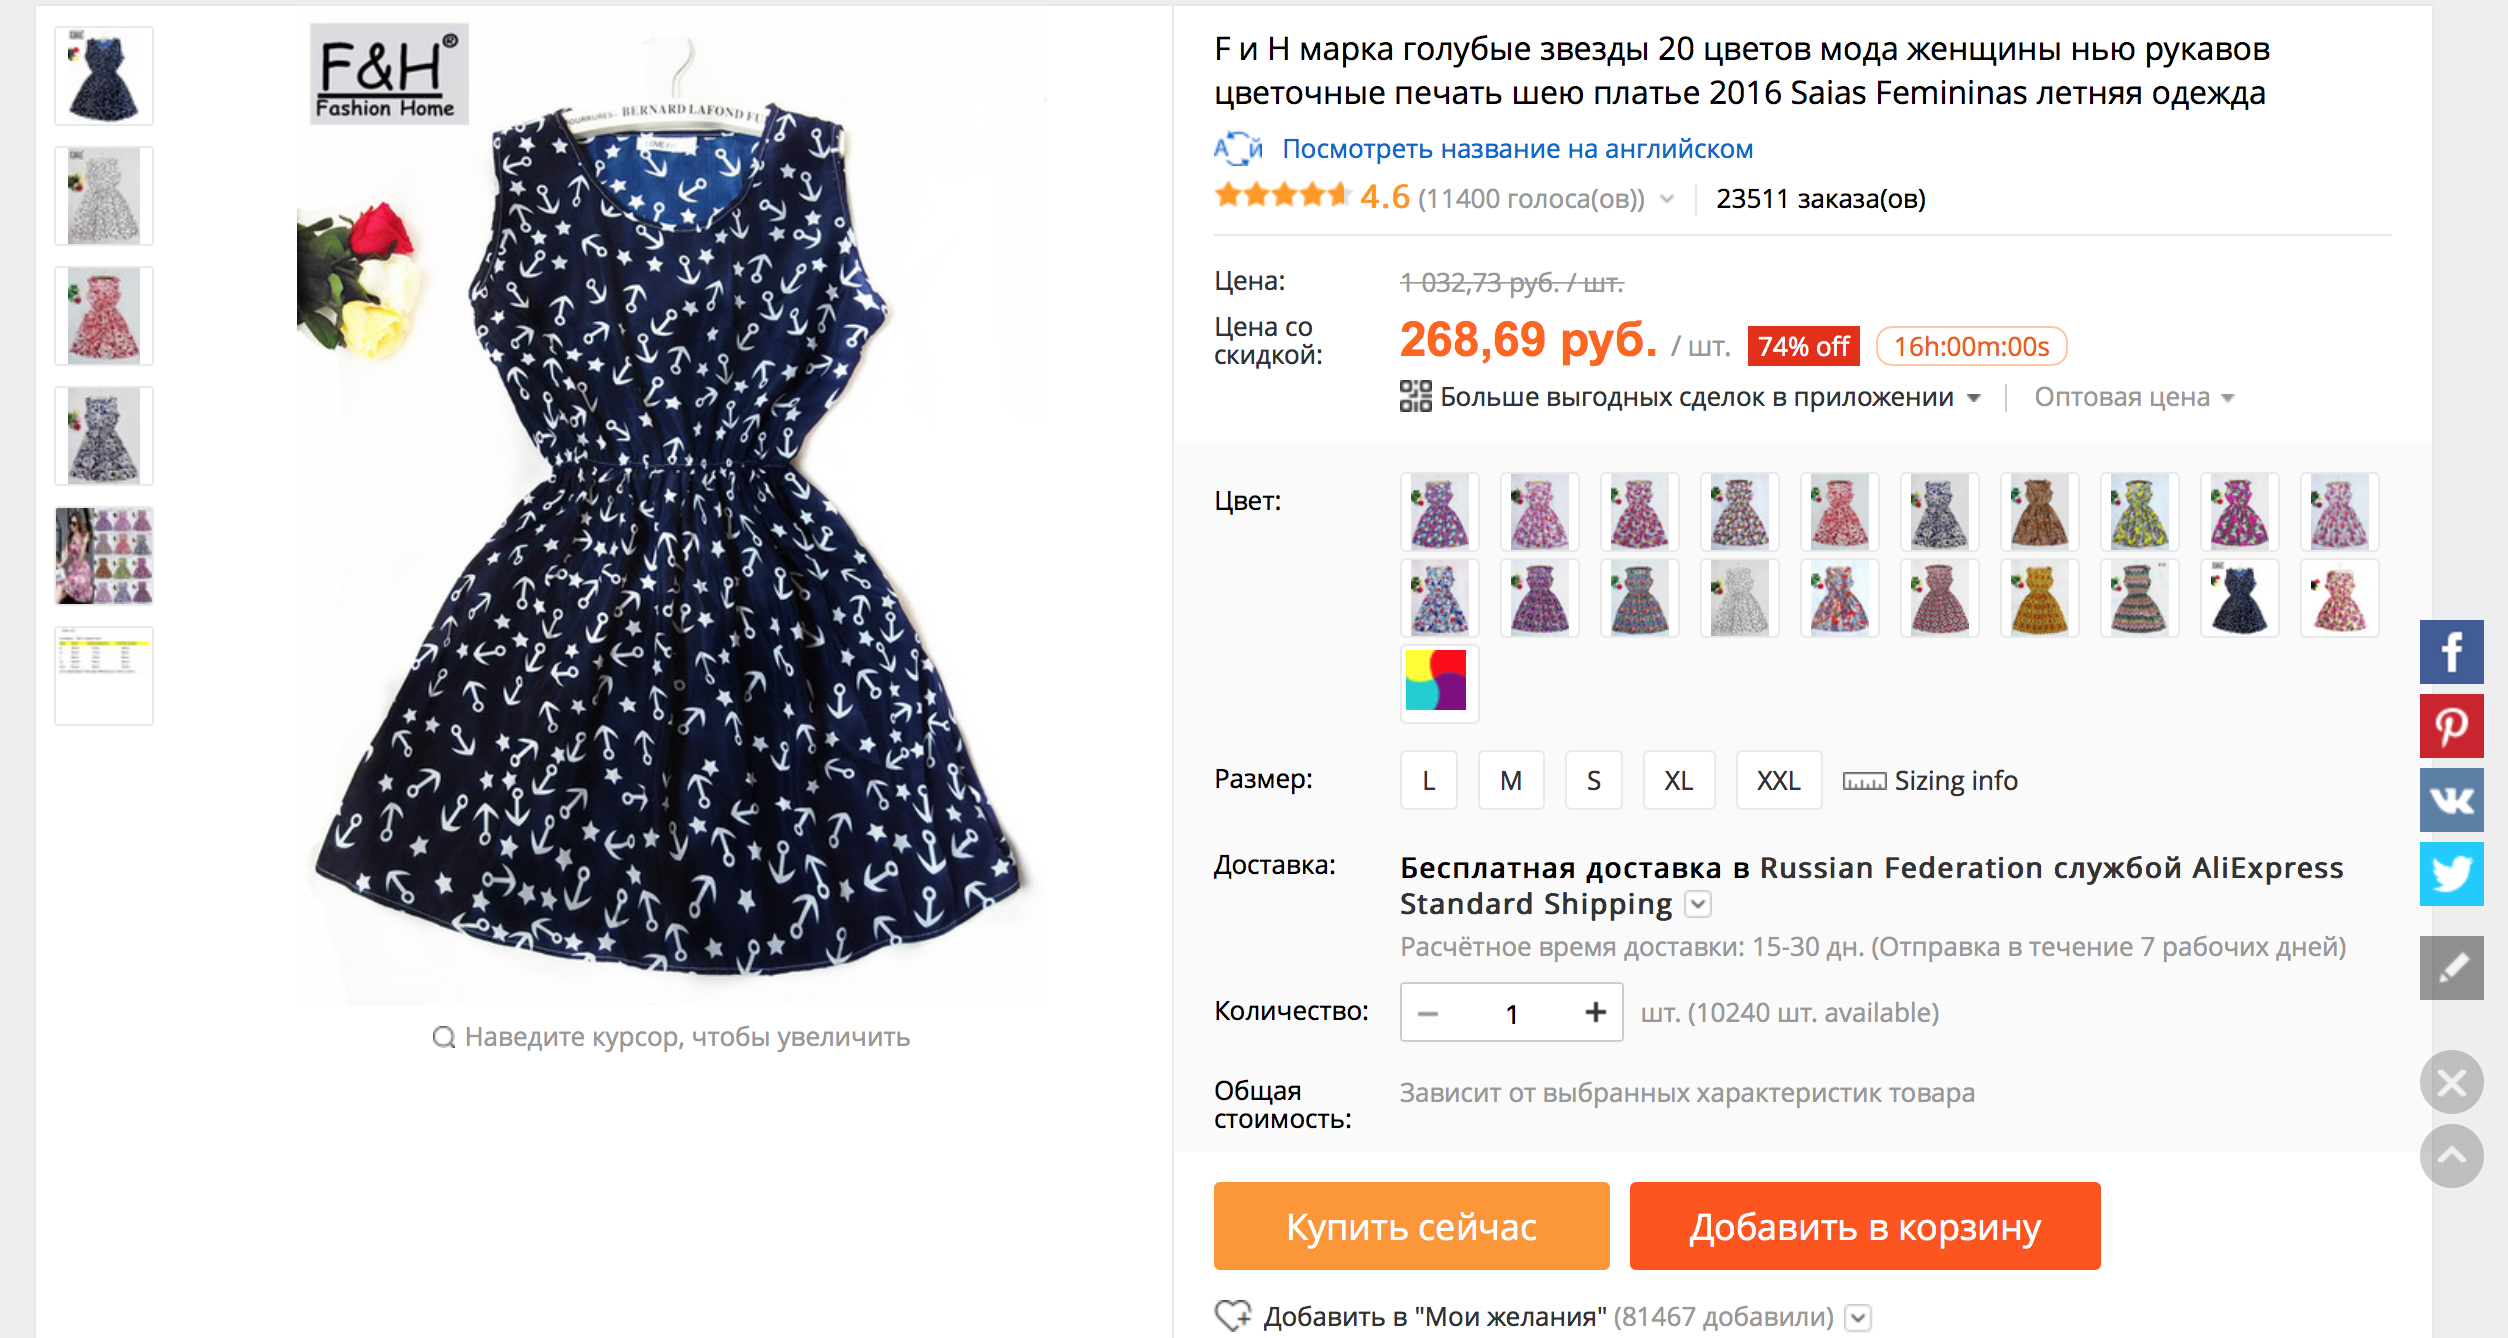 F&H®
Fashion Home
BERNARD LAFOND FU
F и H марка голубые звезды 20 цветов мода женщины нью рукавов
цветочные печать шею платье 2016 Saias Femininas летняя одежда
Посмотреть название на английском
4.6 (11400 голоса(ов)) 23511 заказа(ов)
Цена: 1 032,73 руб. / шт.
Цена со скидкой: 268,69 руб. / шт. 74% off 16h:00m:00s
Больше выгодных сделок в приложении Оптовая цена
Цвет:
Размер: L M S XL XXL Sizing info
Доставка: Бесплатная доставка в Russian Federation службой AliExpress
Standard Shipping
Расчётное время доставки: 15-30 дн. (Отправка в течение 7 рабочих дней)
Количество: − 1 + шт. (10240 шт. available)
Общая стоимость: Зависит от выбранных характеристик товара
Наведите курсор, чтобы увеличить
Купить сейчас Добавить в корзину
Добавить в "Мои желания" (81467 добавили)